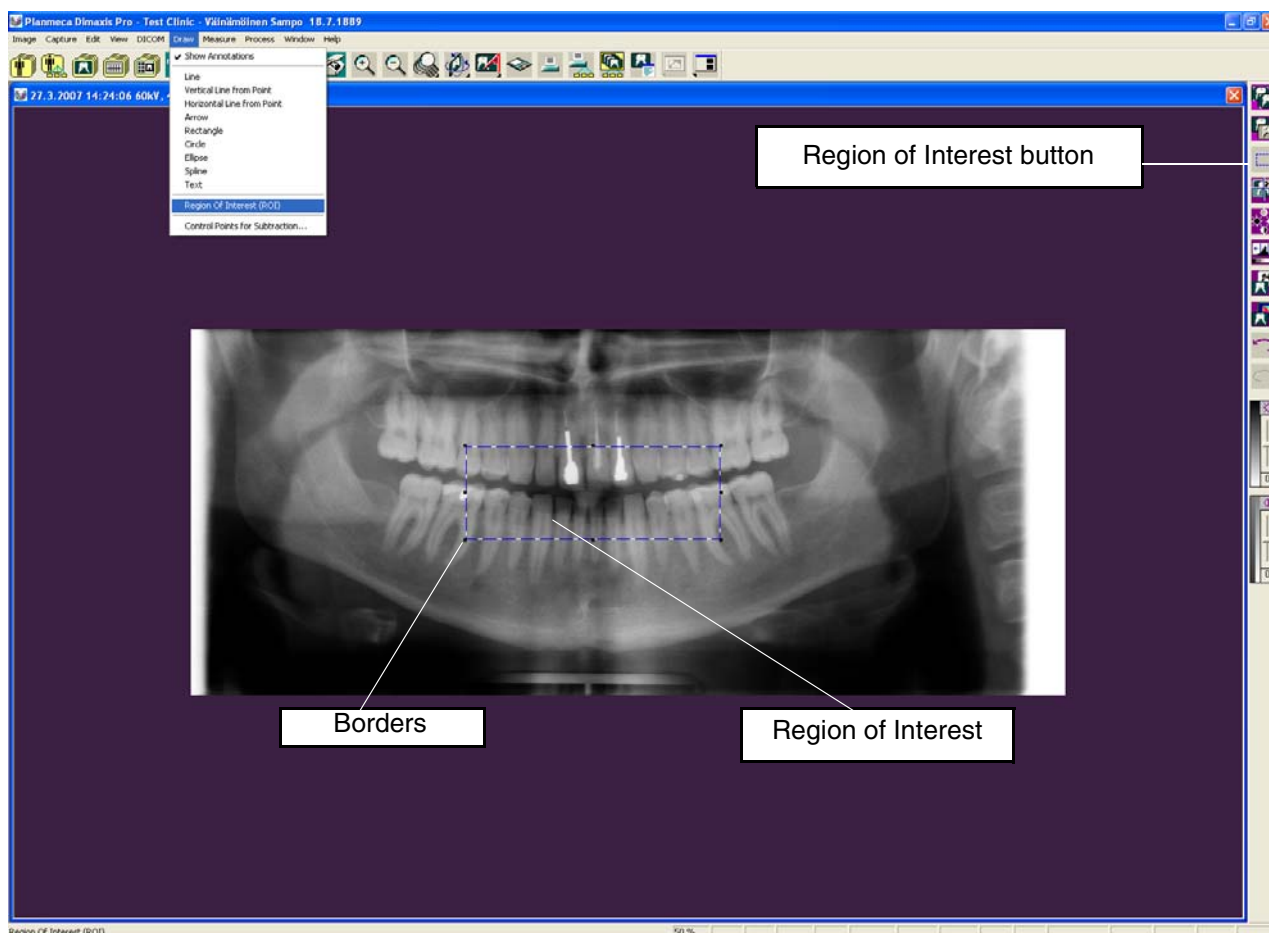 Planmeca Dimaxis Pro - Test Clinic - Väinämöinen Sampo 18.7.1889
Image Capture Edit View DICOM Draw Measure Process Window Help
Show Annotations
Line
Vertical Line from Point
Horizontal Line from Point
Arrow
Rectangle
Circle
Ellipse
Spline
Text
Region Of Interest (ROI)
Control Points for Subtraction...
27.3.2007 14:24:06 60kV,
Region of Interest button
Borders
Region of Interest
Region Of Interest (ROI)
50 %